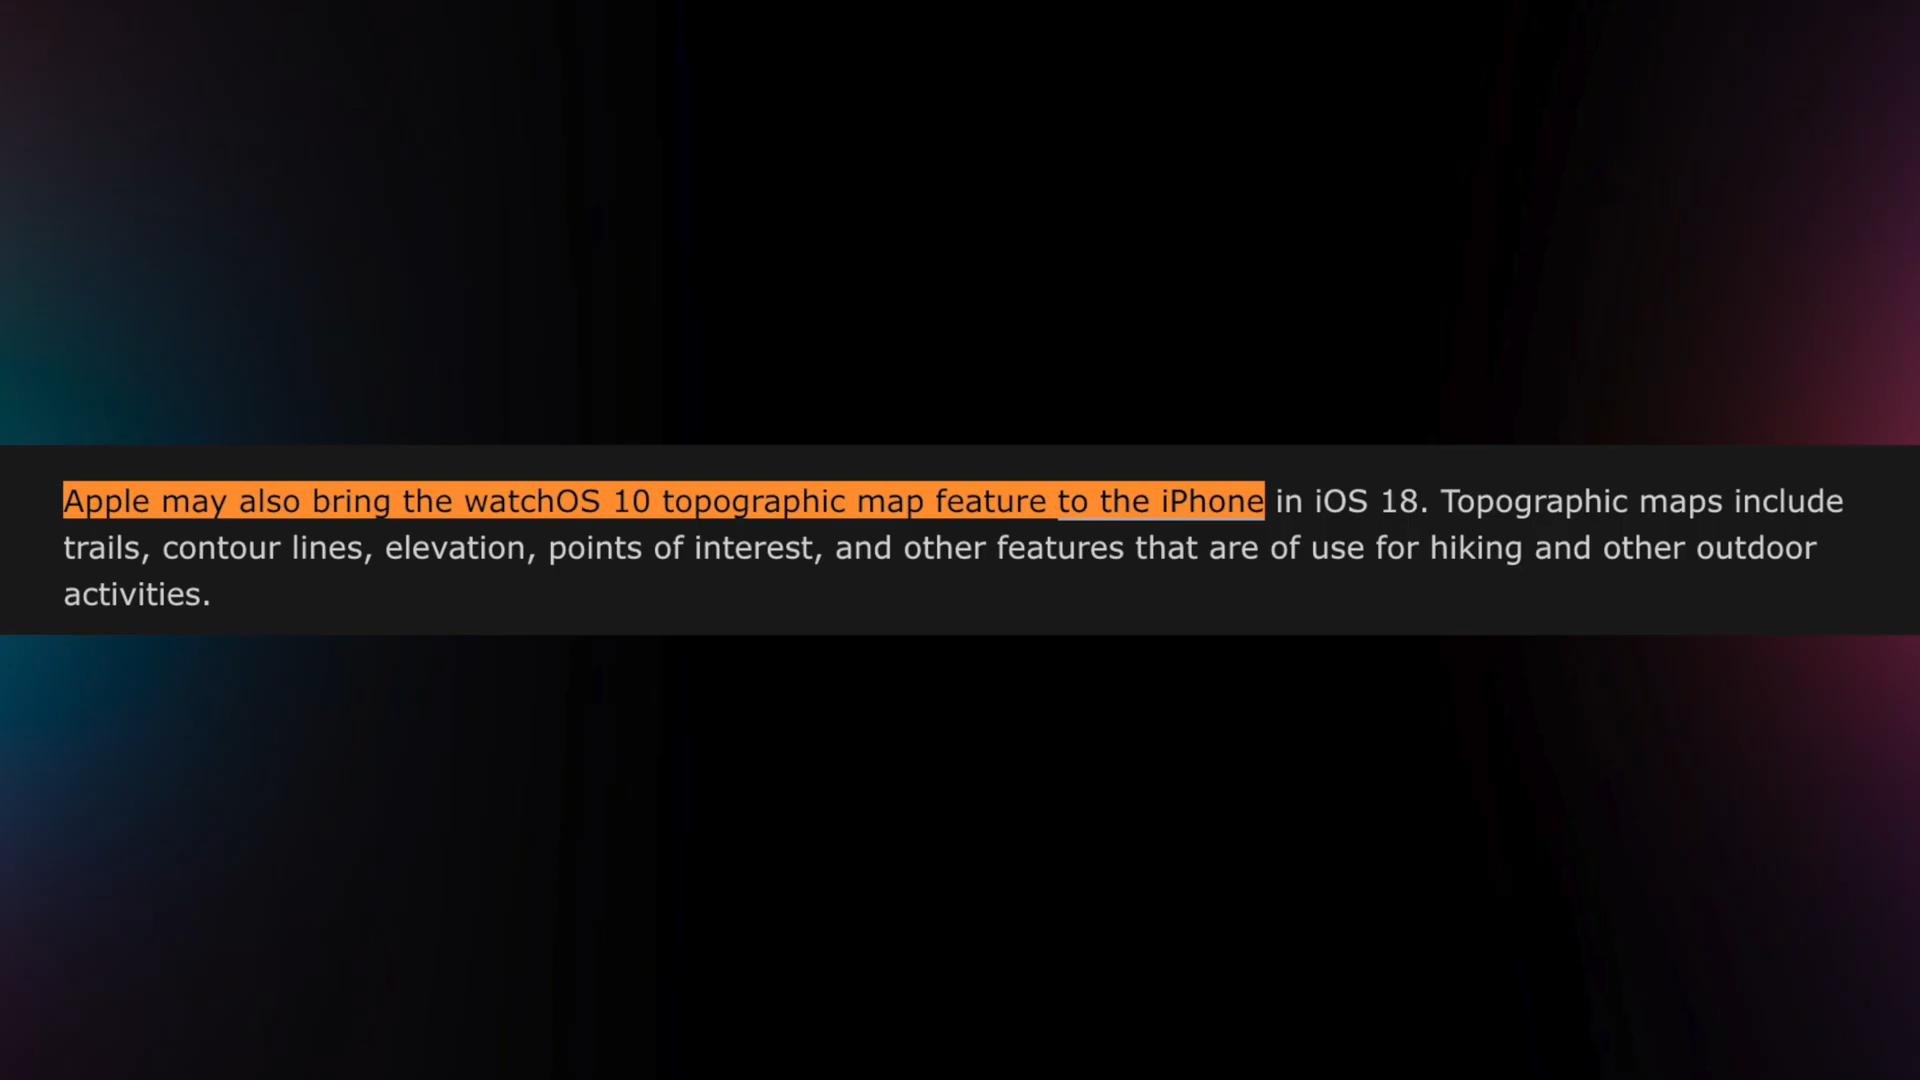 Apple may also bring the watchOS 10 topographic map feature to the iPhone in iOS 18. Topographic maps include
trails, contour lines, elevation, points of interest, and other features that are of use for hiking and other outdoor
activities.